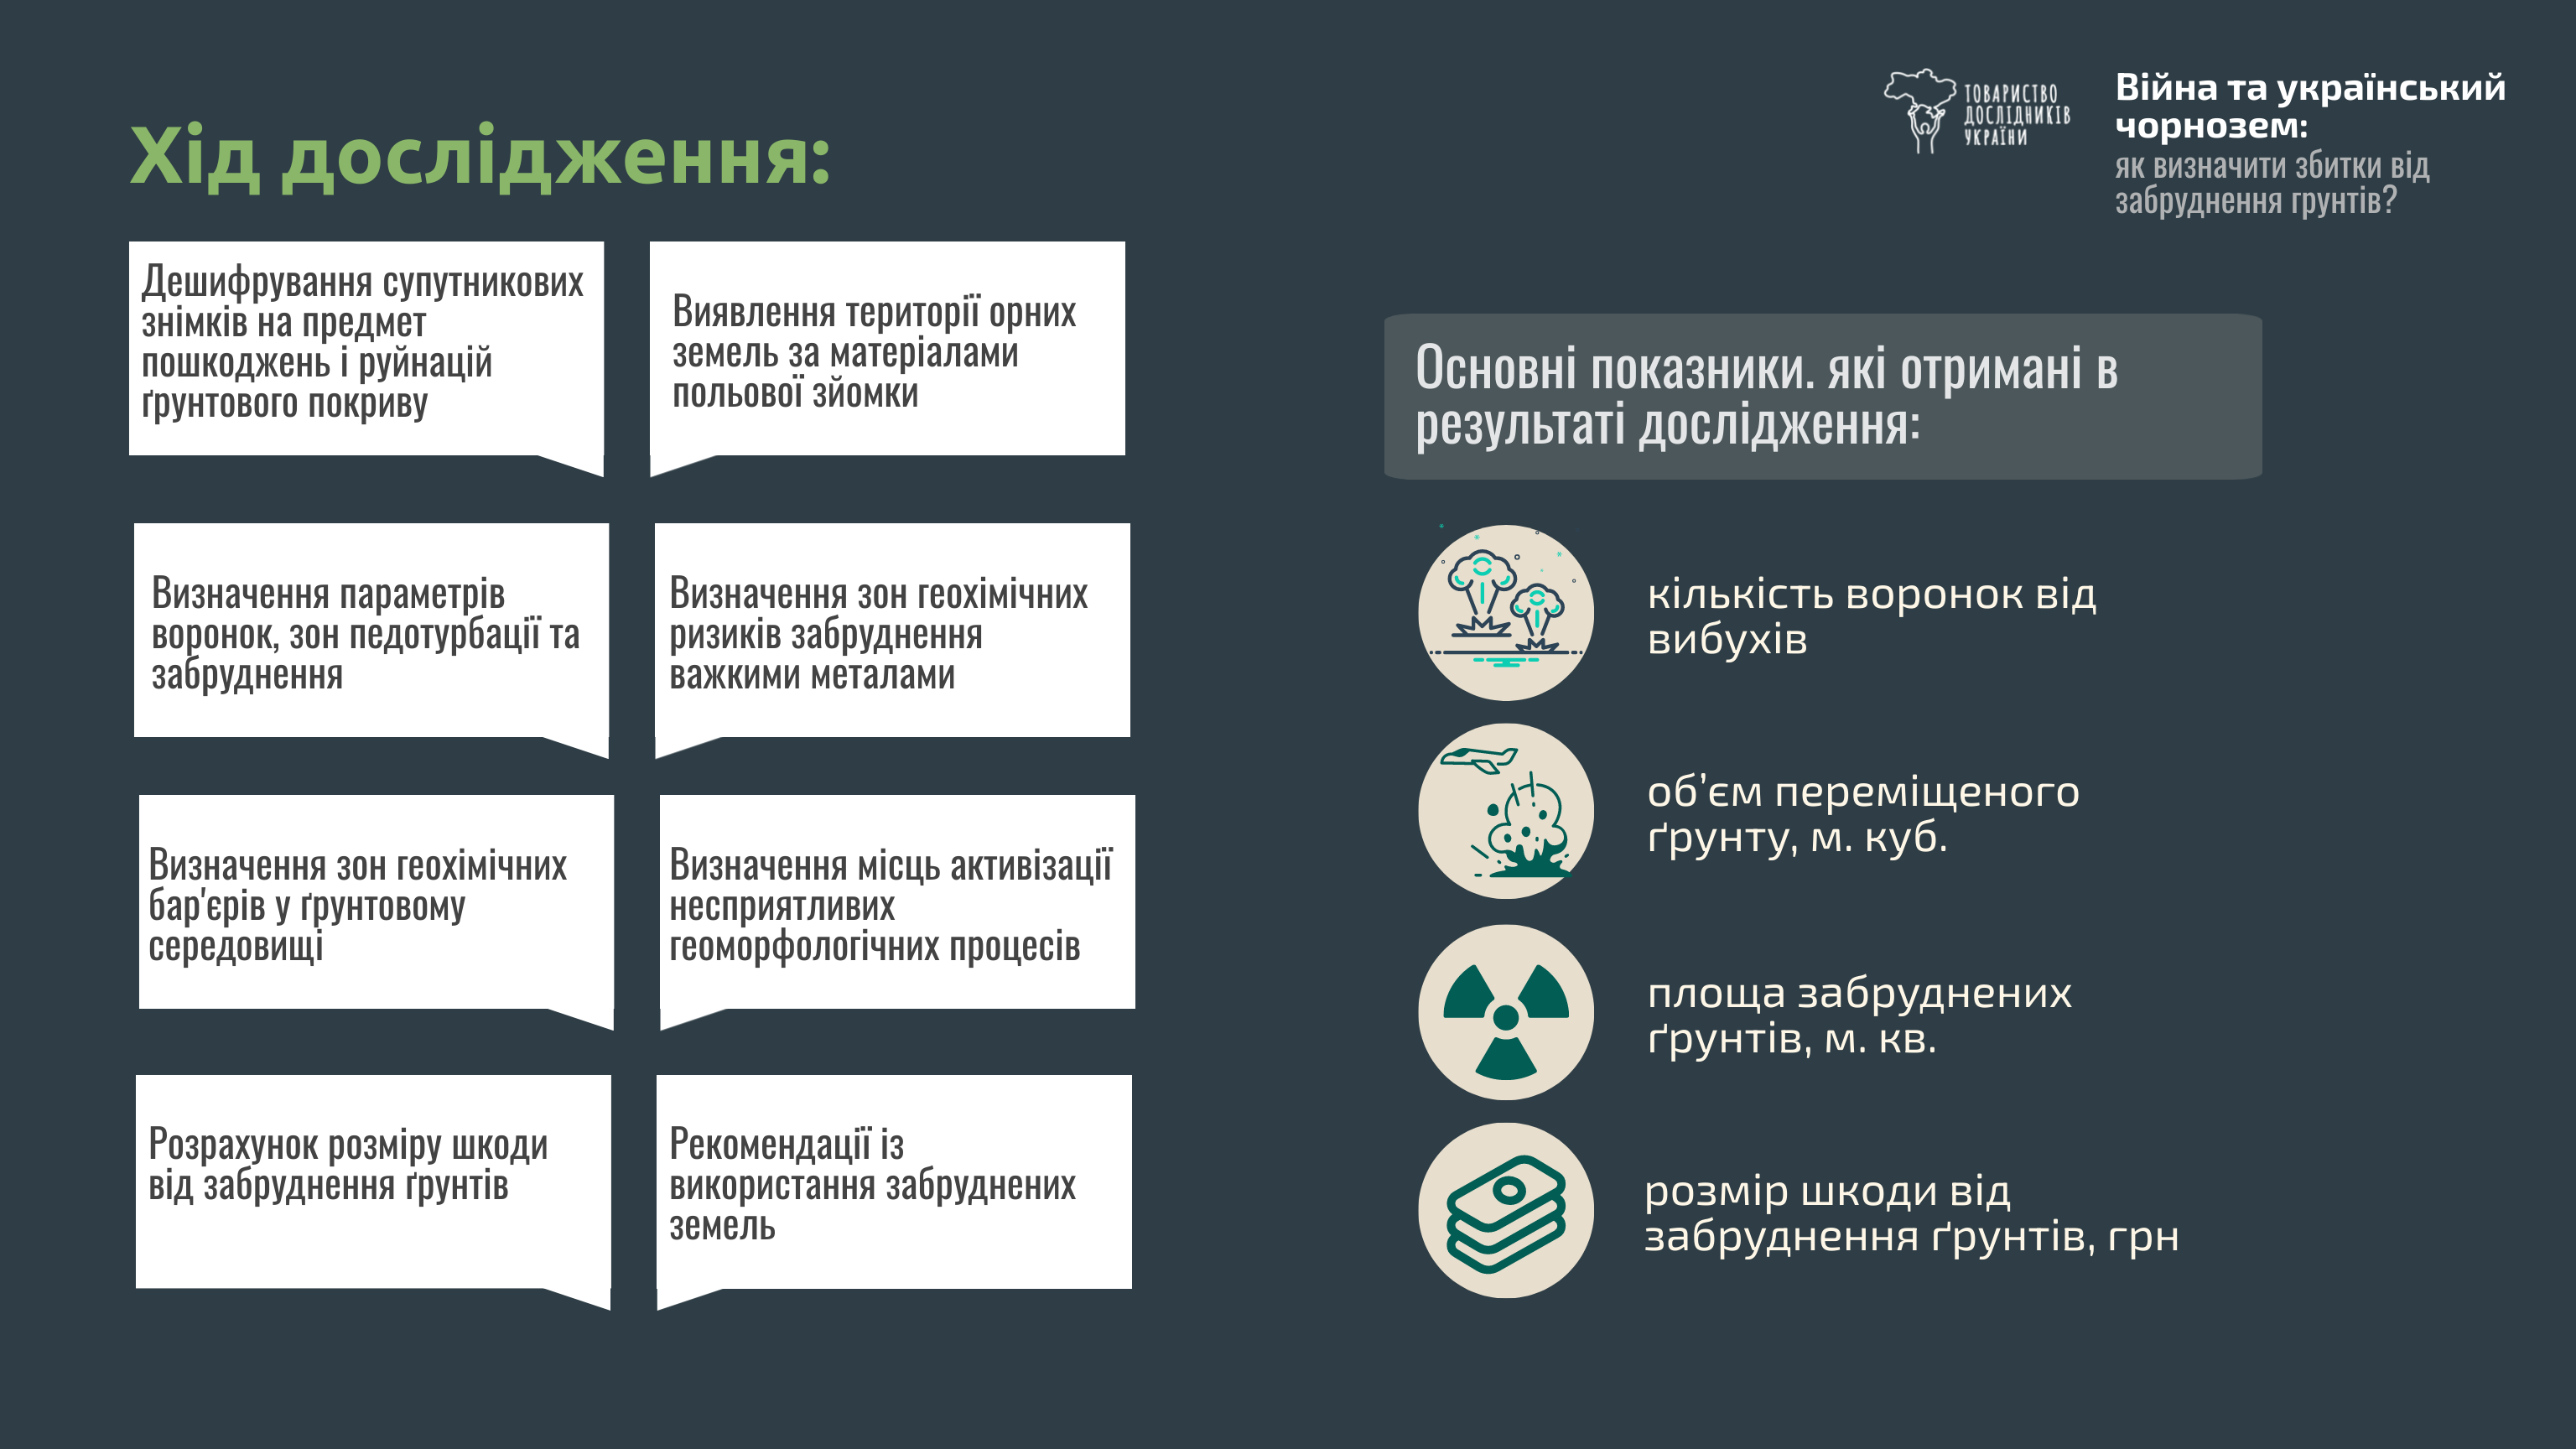 ТОВАРИСТВО
ДОСЛІДНИКІВ
УКРАЇНИ
Війна та український
чорнозем:
як визначити збитки від
забруднення грунтів?
Хід дослідження:
Дешифрування супутникових
знімків на предмет
пошкоджень і руйнацій
ґрунтового покриву
Виявлення території орних
земель за матеріалами
польової зйомки
Визначення параметрів
воронок, зон педотурбації та
забруднення
Визначення зон геохімічних
ризиків забруднення
важкими металами
Визначення зон геохімічних
бар'єрів у ґрунтовому
середовищі
Визначення місць активізації
несприятливих
геоморфологічних процесів
Розрахунок розміру шкоди
від забруднення ґрунтів
Рекомендації із
використання забруднених
земель
Основні показники. які отримані в
результаті дослідження:
кількість воронок від
вибухів
об’єм переміщеного
ґрунту, м. куб.
площа забруднених
ґрунтів, м. кв.
розмір шкоди від
забруднення ґрунтів, грн